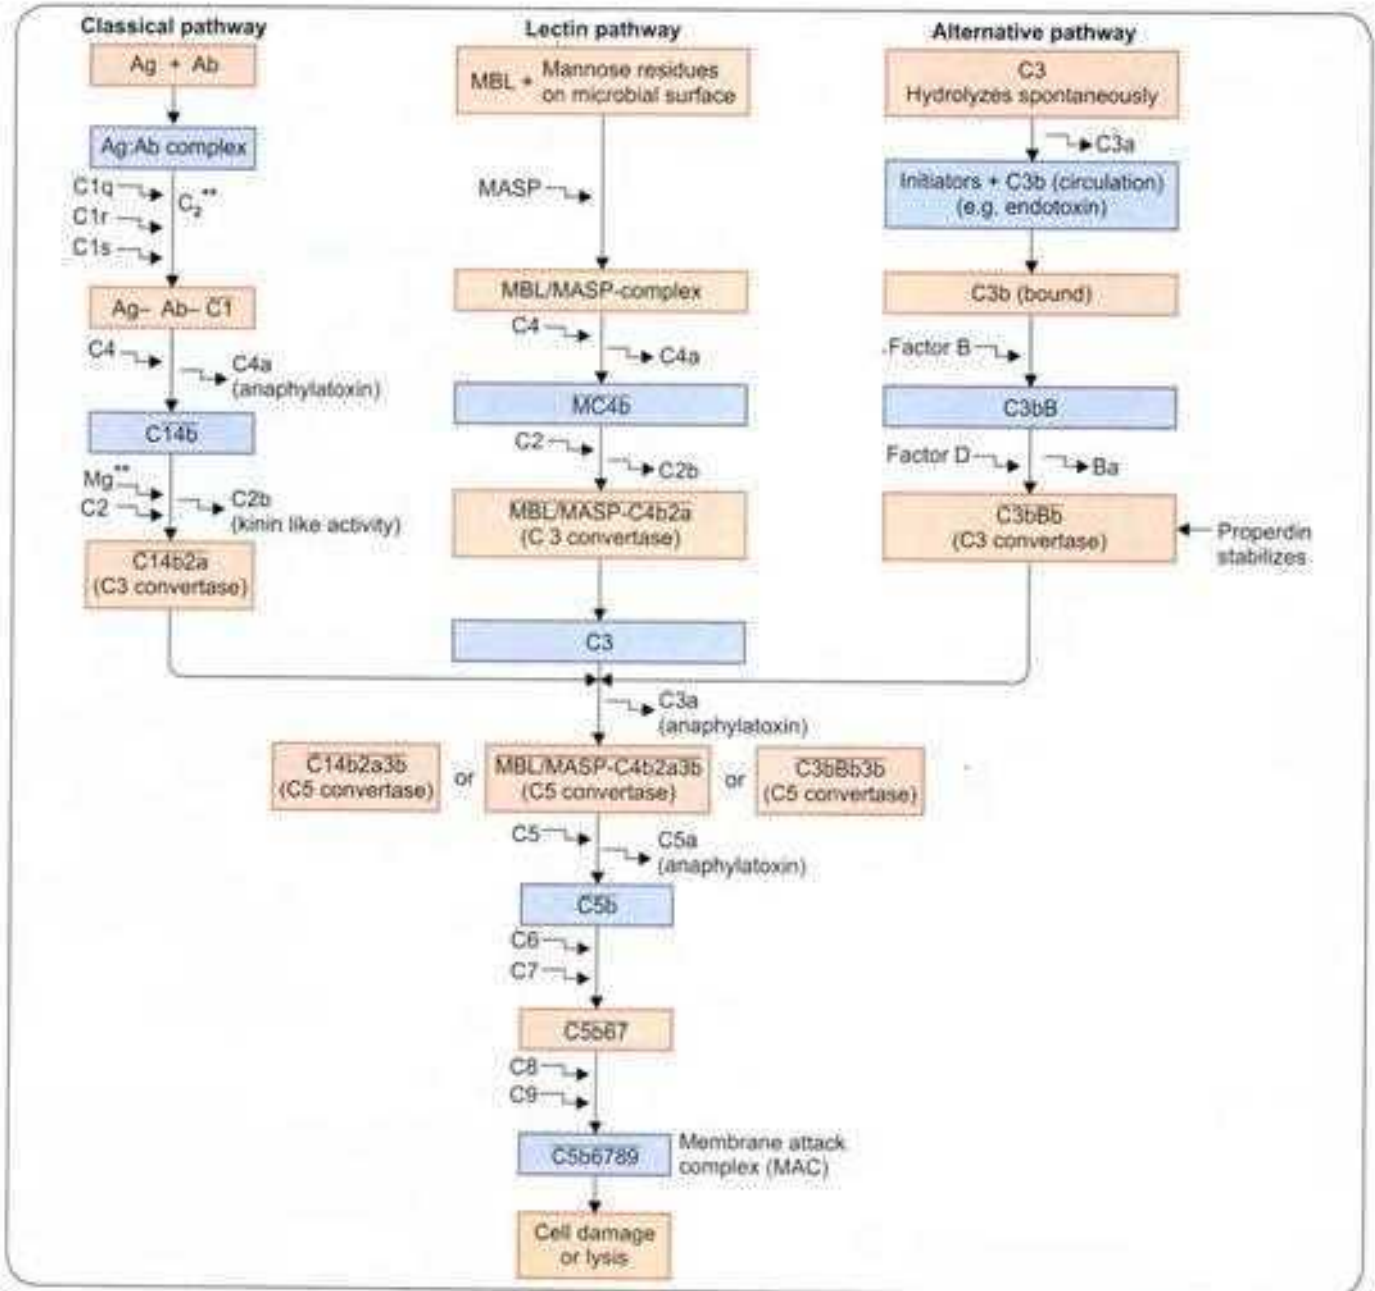 Classical pathway
Ag + Ab
Ag:Ab complex
C1q
C1r
C1s
C₂**
Ag– Ab– C1
C4
C4a
(anaphylatoxin)
C14b
Mg**
C2
C2b
(kinin like activity)
C14b2a
(C3 convertase)
Lectin pathway
MBL + Mannose residues
on microbial surface
MASP
MBL/MASP-complex
C4
C4a
MC4b
C2
C2b
MBL/MASP-C4b2a
(C 3 convertase)
C3
Alternative pathway
C3
Hydrolyzes spontaneously
C3a
Initiators + C3b (circulation)
(e.g. endotoxin)
C3b (bound)
Factor B
C3bB
Factor D
Ba
C3bBb
(C3 convertase)
Properdin
stabilizes
C3a
(anaphylatoxin)
C14b2a3b
(C5 convertase)
or
MBL/MASP-C4b2a3b
(C5 convertase)
or
C3bBb3b
(C5 convertase)
C5
C5a
(anaphylatoxin)
C5b
C6
C7
C5b67
C8
C9
C5b6789
Membrane attack
complex (MAC)
Cell damage
or lysis